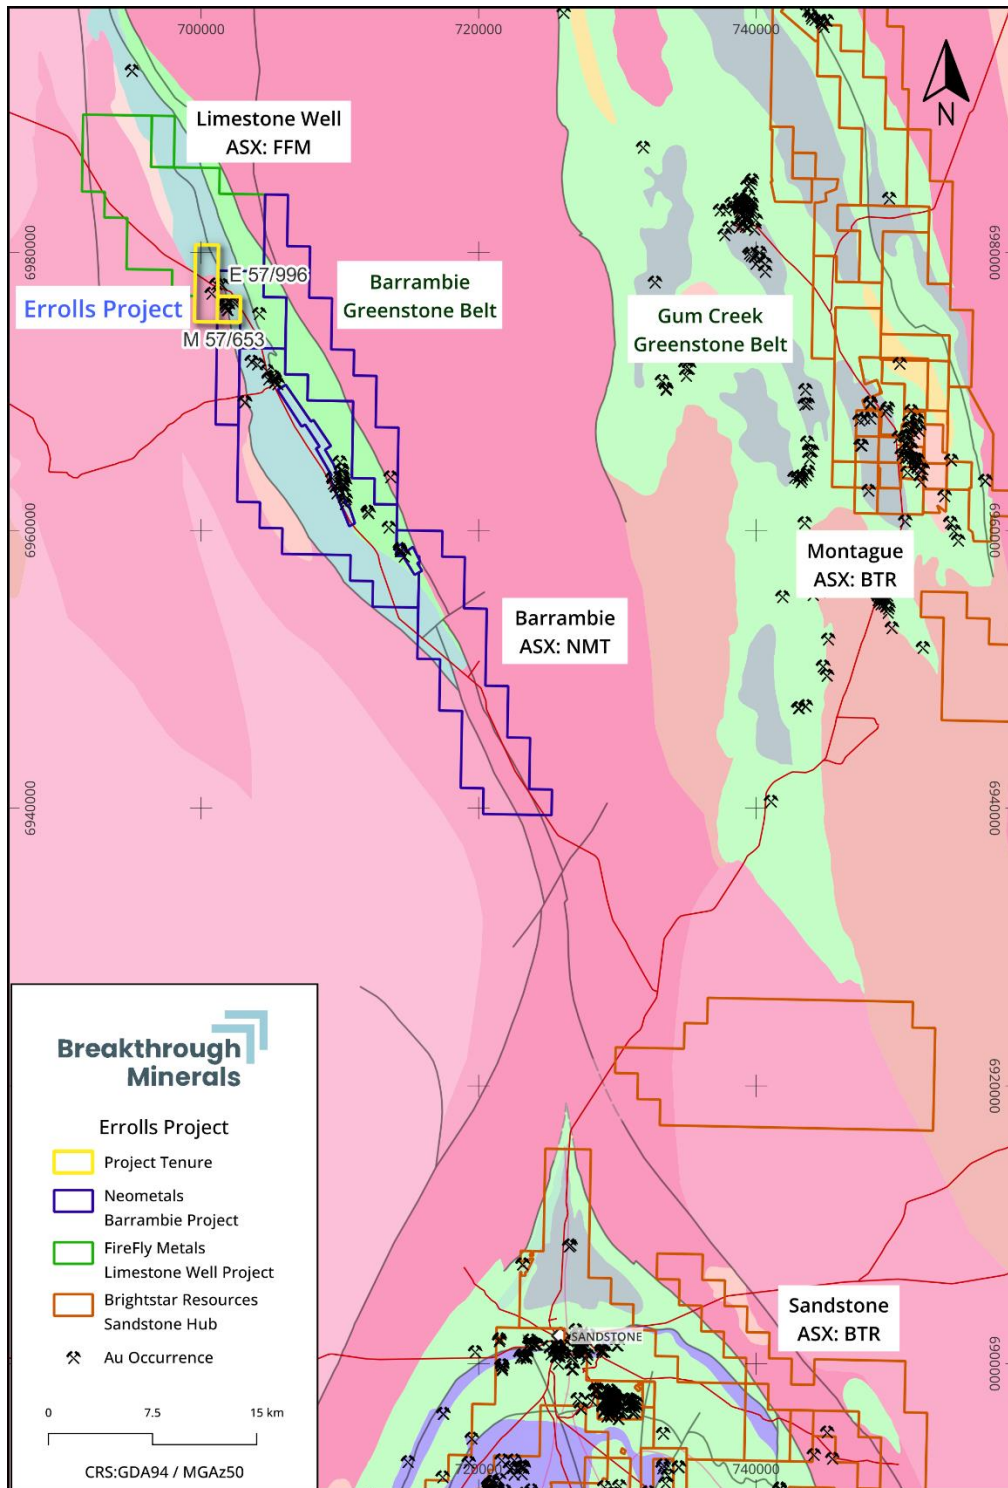 700000
720000
740000
N
Limestone Well
ASX: FFM
6980000
6980000
E 57/996
Errolls Project
M 57/653
Barrambie
Greenstone Belt
Gum Creek
Greenstone Belt
6960000
6960000
Montague
ASX: BTR
Barrambie
ASX: NMT
6940000
6940000
6920000
Breakthrough
Minerals
Errolls Project
Project Tenure
Neometals
Barrambie Project
FireFly Metals
Limestone Well Project
Brightstar Resources
Sandstone Hub
Au Occurrence
0 7.5 15 km
CRS:GDA94 / MGAz50
Sandstone
ASX: BTR
SANDSTONE
6900000
720000
740000